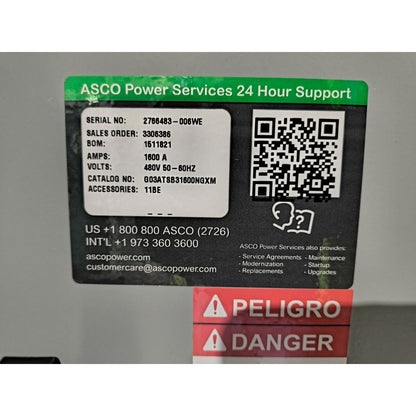 ASCO Power Services 24 Hour Support
SERIAL NO: 2766483-006WE
SALES ORDER: 3306386
BOM: 1511821
AMPS: 1600 A
VOLTS: 480V 50-60HZ
CATALOG NO: G03ATSB31600NGXM
ACCESSORIES: 11BE
US +1 800 800 ASCO (2726)
INT'L +1 973 360 3600
ascopower.com
customercare@ascopower.com
ASCO Power Services also provides:
- Service Agreements - Maintenance
- Modernization - Startup
- Replacements - Upgrades
PELIGRO
DANGER